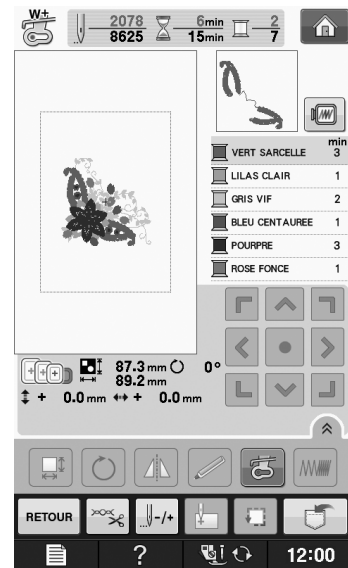 W+
2078 6min 2
8625 15min 7
min
VERT SARCELLE 3
LILAS CLAIR 1
GRIS VIF 2
BLEU CENTAUREE 1
POURPRE 3
ROSE FONCE 1
87.3 mm 0°
89.2 mm
+ 0.0 mm + 0.0 mm
RETOUR -/+
? 12:00